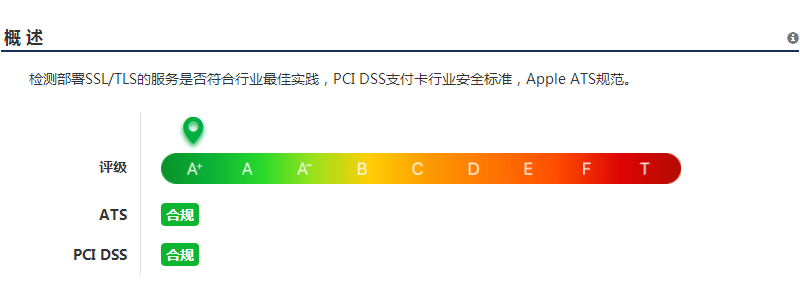 概 述
检测部署SSL/TLS的服务是否符合行业最佳实践，PCI DSS支付卡行业安全标准，Apple ATS规范。
评级 A+ A A- B C D E F T
ATS 合规
PCI DSS 合规